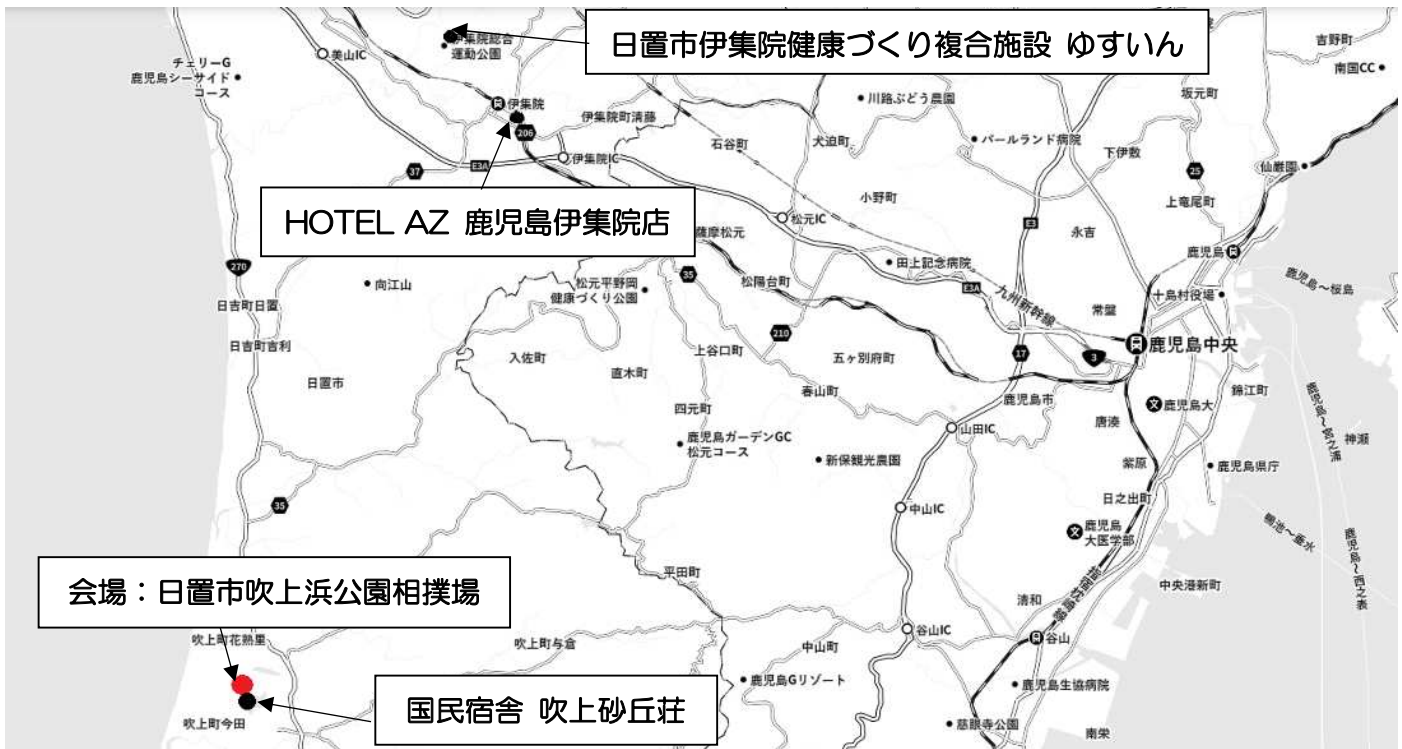 日置市伊集院健康づくり複合施設 ゆすいん
伊集院総合
運動公園
美山IC
チェリーG
鹿児島シーサイド
コース
吉野町
南国CC
坂元町
川路ぶどう農園
伊集院
206
伊集院町清藤
石谷町
犬迫町
パールランド病院
下伊敷
仙巌園
伊集院IC
E3A
37
25
小野町
上竜尾町
HOTEL AZ 鹿児島伊集院店
松元IC
E3
永吉
薩摩松元
鹿児島
田上記念病院
270
向江山
35
松陽台町
E3A
九州新幹線
鹿児島~桜島
松元平野岡
健康づくり公園
常盤
十島村役場
日吉町日置
210
日吉町吉利
入佐町
上谷口町
五ヶ別府町
17
3
鹿児島中央
直木町
日置市
春山町
鹿児島市
錦江町
四元町
鹿児島大
唐湊
山田IC
鹿児島ガーデンGC
松元コース
新保観光農園
紫原
鹿児島県庁
神瀬
35
日之出町
中山IC
鹿児島
大医学部
鴨池~垂水
鹿児島~西之表
平田町
中央港新町
指宿枕崎線
会場：日置市吹上浜公園相撲場
清和
吹上町花熟里
吹上町与倉
中山町
谷山IC
谷山
鹿児島Gリゾート
鹿児島生協病院
国民宿舎 吹上砂丘荘
吹上町今田
慈眼寺公園
南栄